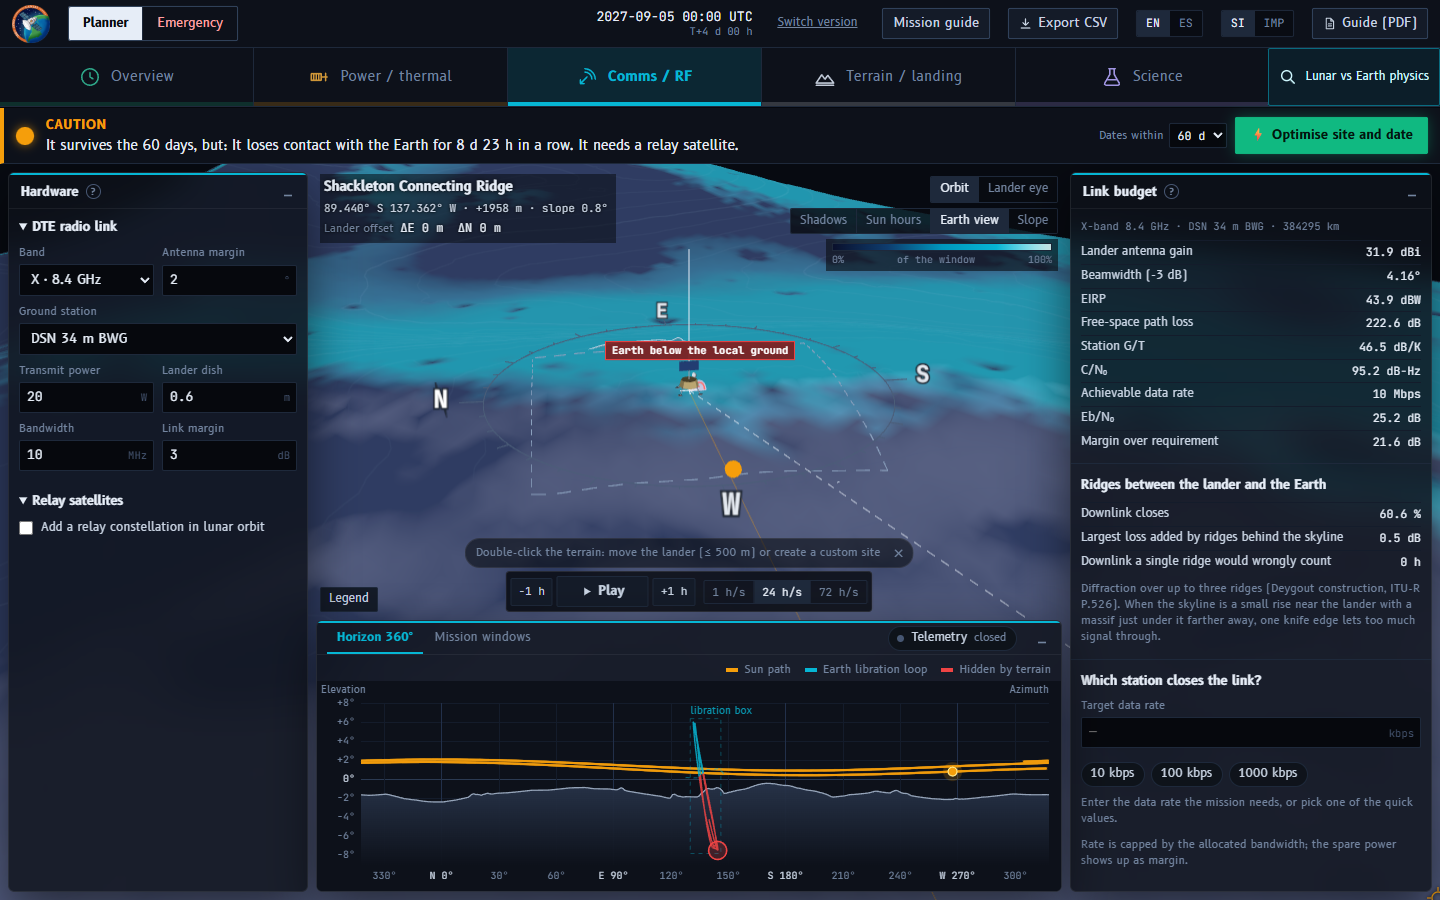 Planner
Emergency
2027-09-05 00:00 UTC
T+4 d 00 h
Switch version
Mission guide
Export CSV
EN ES
SI IMP
Guide (PDF)
Overview
Power / thermal
Comms / RF
Terrain / landing
Science
Lunar vs Earth physics
CAUTION
It survives the 60 days, but: It loses contact with the Earth for 8 d 23 h in a row. It needs a relay satellite.
Dates within 60 d
Optimise site and date
Hardware ?
DTE radio link
Band Antenna margin
X · 8.4 GHz 2 °
Ground station
DSN 34 m BWG
Transmit power Lander dish
20 W 0.6 m
Bandwidth Link margin
10 MHz 3 dB
Relay satellites
Add a relay constellation in lunar orbit
Shackleton Connecting Ridge
89.440° S 137.362° W · +1958 m · slope 0.8°
Lander offset ΔE 0 m ΔN 0 m
Orbit Lander eye
Shadows Sun hours Earth view Slope
0% of the window 100%
E
Earth below the local ground
S
N
W
Double-click the terrain: move the lander (≤ 500 m) or create a custom site
-1 h Play +1 h 1 h/s 24 h/s 72 h/s
Legend
Horizon 360° Mission windows
Telemetry closed
Sun path Earth libration loop Hidden by terrain
Elevation Azimuth
libration box
+8°
+6°
+4°
+2°
0°
-2°
-4°
-6°
-8°
330° N 0° 30° 60° E 90° 120° 150° S 180° 210° 240° W 270° 300°
Link budget ?
X-band 8.4 GHz · DSN 34 m BWG · 384295 km
Lander antenna gain 31.9 dBi
Beamwidth (-3 dB) 4.16°
EIRP 43.9 dBW
Free-space path loss 222.6 dB
Station G/T 46.5 dB/K
C/N₀ 95.2 dB-Hz
Achievable data rate 10 Mbps
Eb/N₀ 25.2 dB
Margin over requirement 21.6 dB
Ridges between the lander and the Earth
Downlink closes 60.6 %
Largest loss added by ridges behind the skyline 0.5 dB
Downlink a single ridge would wrongly count 0 h
Diffraction over up to three ridges (Deygout construction, ITU-R
P.526). When the skyline is a small rise near the lander with a
massif just under it farther away, one knife edge lets too much
signal through.
Which station closes the link?
Target data rate
— kbps
10 kbps 100 kbps 1000 kbps
Enter the data rate the mission needs, or pick one of the quick
values.
Rate is capped by the allocated bandwidth; the spare power
shows up as margin.